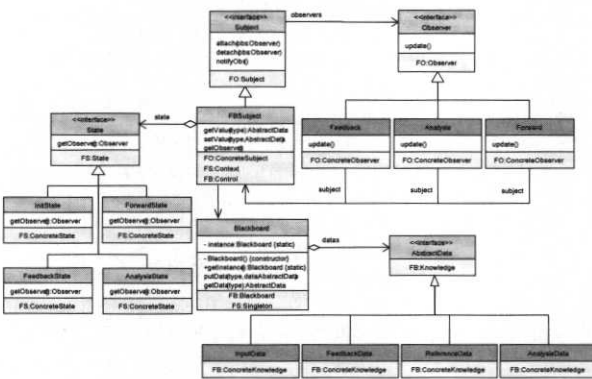 <<interface>>
Subject
attach(obs:Observer)
detach(obs:Observer)
notifyObs()
FO:Subject
observers
<<interface>>
Observer
update()
FO:Observer
<<interface>>
State
getObserver():Observer
FS:State
state
FBSubject
getValue(type):AbstractData
setValue(type,AbstractData)
getObserver()
FO:ConcreteSubject
FS:Context
FB:Control
Feedback
update()
FO:ConcreteObserver
Analysis
update()
FO:ConcreteObserver
Forward
update()
FO:ConcreteObserver
subject
subject
subject
InitState
getObserver():Observer
FS:ConcreteState
ForwardState
getObserver():Observer
FS:ConcreteState
FeedbackState
getObserver():Observer
FS:ConcreteState
AnalysisState
getObserver():Observer
FS:ConcreteState
Blackboard
- instance:Blackboard (static)
- Blackboard() (constructor)
+getInstance():Blackboard (static)
putData(type,data:AbstractData)
getData(type):AbstractData
FB:Blackboard
FS:Singleton
datas
<<interface>>
AbstractData
FB:Knowledge
InputData
FB:ConcreteKnowledge
FeedbackData
FB:ConcreteKnowledge
ReferenceData
FB:ConcreteKnowledge
AnalysisData
FB:ConcreteKnowledge